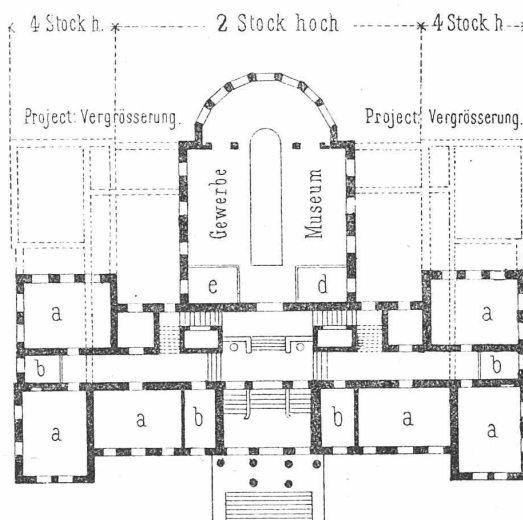 4 Stock h. 2 Stock hoch 4 Stock h.
Project: Vergrösserung. Project: Vergrösserung.
Gewerbe Museum
e d
a a
b b
a a b b a a